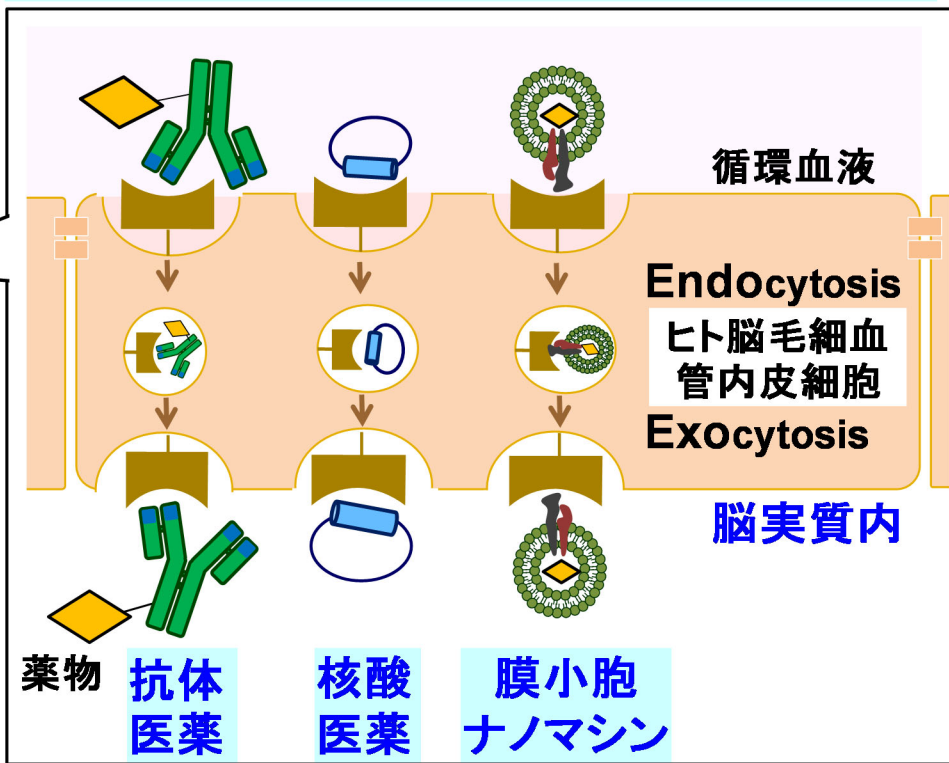 循環血液
Endocytosis
ヒト脳毛細血
管内皮細胞
Exocytosis
脳実質内
薬物
抗体
医薬
核酸
医薬
膜小胞
ナノマシン